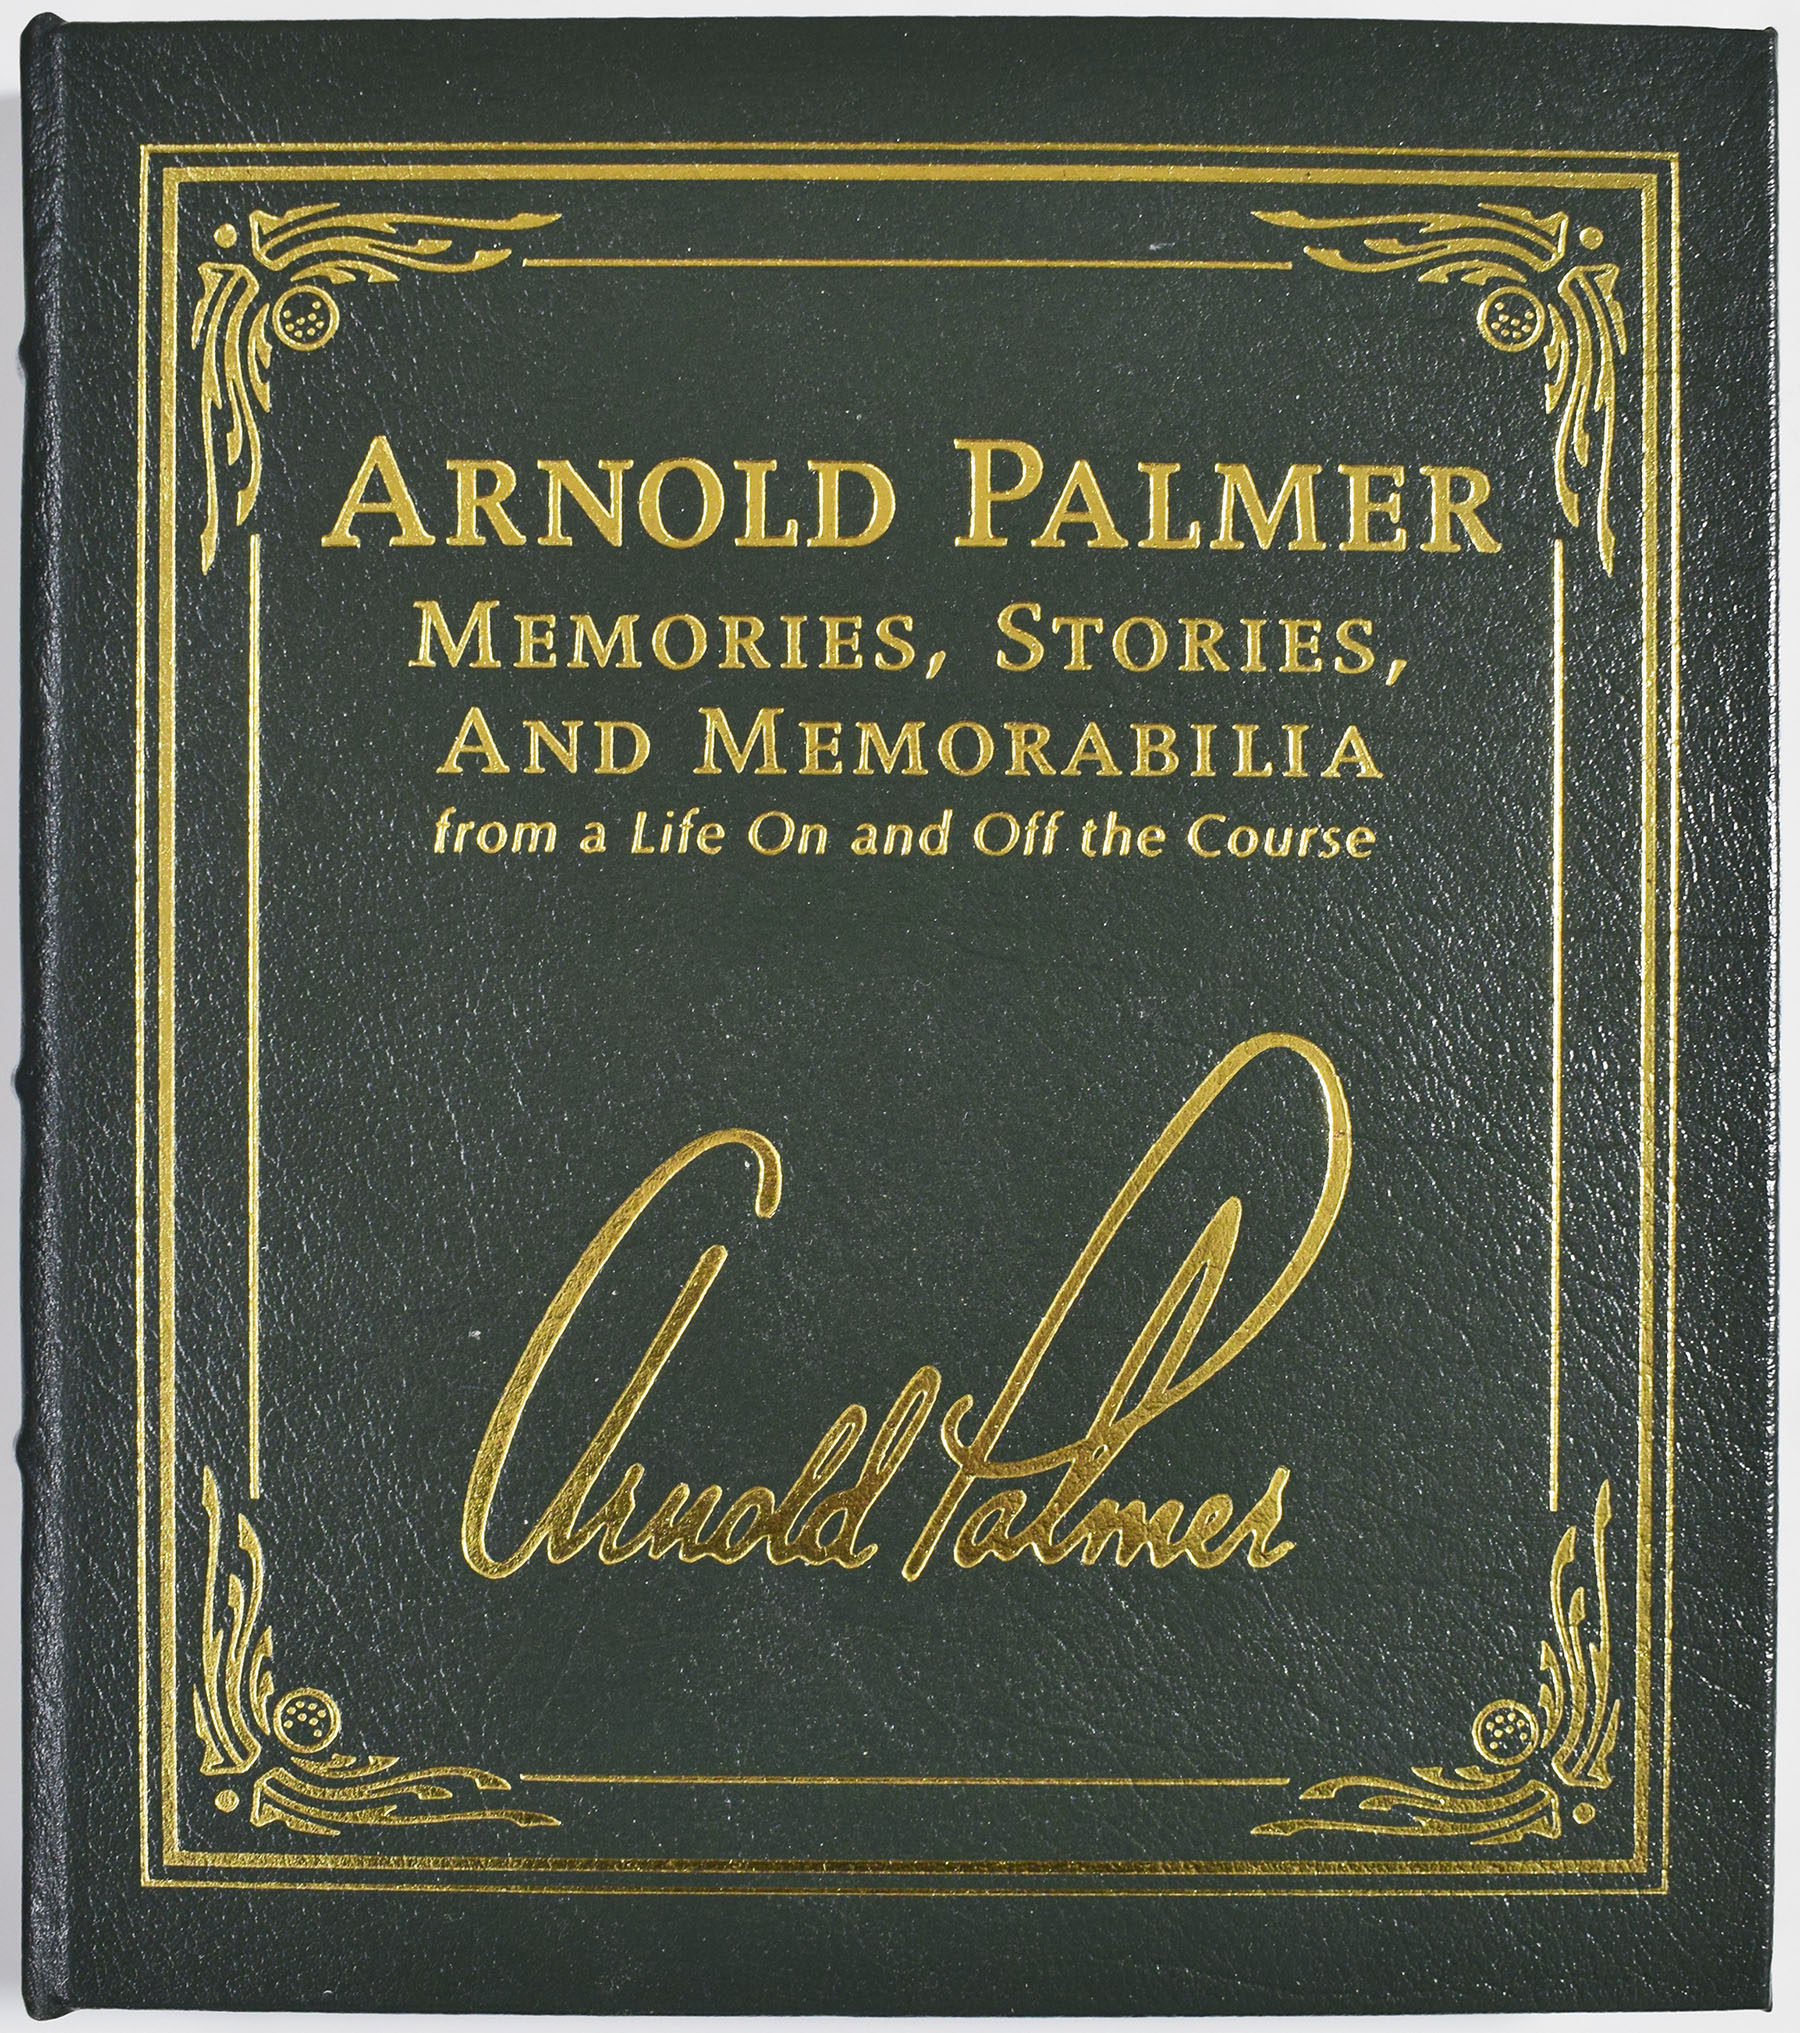 ARNOLD PALMER
MEMORIES, STORIES,
AND MEMORABILIA
from a Life On and Off the Course
Arnold Palmer